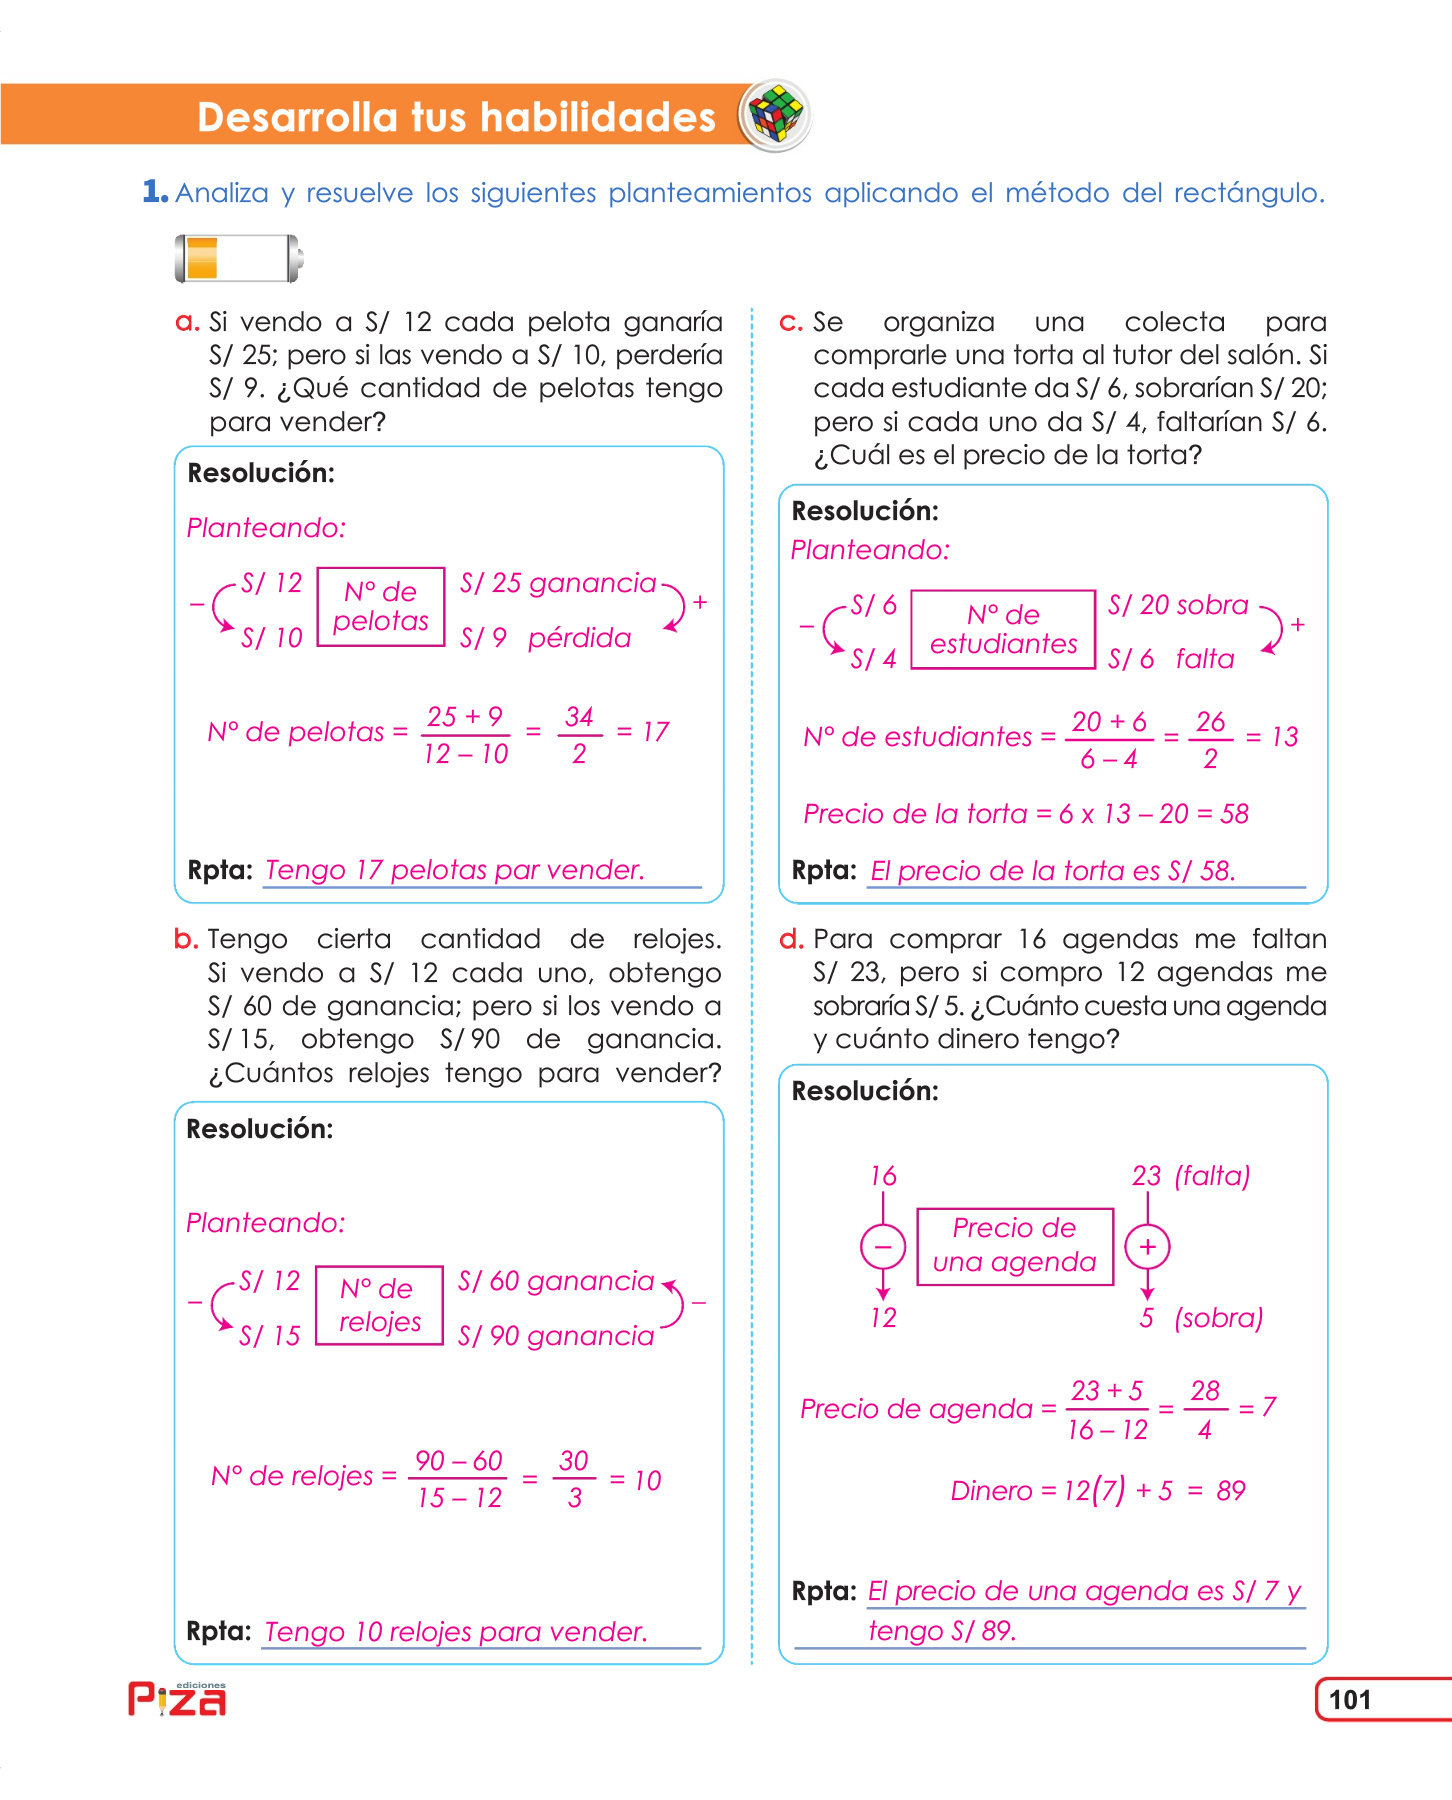 Desarrolla tus habilidades
1. Analiza y resuelve los siguientes planteamientos aplicando el método del rectángulo.
a. Si vendo a S/ 12 cada pelota ganaría
S/ 25; pero si las vendo a S/ 10, perdería
S/ 9. ¿Qué cantidad de pelotas tengo
para vender?
Resolución:
Planteando:
– S/ 12 N° de S/ 25 ganancia +
S/ 10 pelotas S/ 9 pérdida
N° de pelotas = 25 + 9 / 12 – 10 = 34 / 2 = 17
Rpta: Tengo 17 pelotas par vender.
b. Tengo cierta cantidad de relojes.
Si vendo a S/ 12 cada uno, obtengo
S/ 60 de ganancia; pero si los vendo a
S/ 15, obtengo S/ 90 de ganancia.
¿Cuántos relojes tengo para vender?
Resolución:
Planteando:
– S/ 12 N° de S/ 60 ganancia –
S/ 15 relojes S/ 90 ganancia
N° de relojes = 90 – 60 / 15 – 12 = 30 / 3 = 10
Rpta: Tengo 10 relojes para vender.
c. Se organiza una colecta para
comprarle una torta al tutor del salón. Si
cada estudiante da S/ 6, sobrarían S/ 20;
pero si cada uno da S/ 4, faltarían S/ 6.
¿Cuál es el precio de la torta?
Resolución:
Planteando:
– S/ 6 N° de S/ 20 sobra +
S/ 4 estudiantes S/ 6 falta
N° de estudiantes = 20 + 6 / 6 – 4 = 26 / 2 = 13
Precio de la torta = 6 x 13 – 20 = 58
Rpta: El precio de la torta es S/ 58.
d. Para comprar 16 agendas me faltan
S/ 23, pero si compro 12 agendas me
sobraría S/ 5. ¿Cuánto cuesta una agenda
y cuánto dinero tengo?
Resolución:
16 23 (falta)
– Precio de una agenda +
12 5 (sobra)
Precio de agenda = 23 + 5 / 16 – 12 = 28 / 4 = 7
Dinero = 12(7) + 5 = 89
Rpta: El precio de una agenda es S/ 7 y
tengo S/ 89.
ediciones
Piza
101